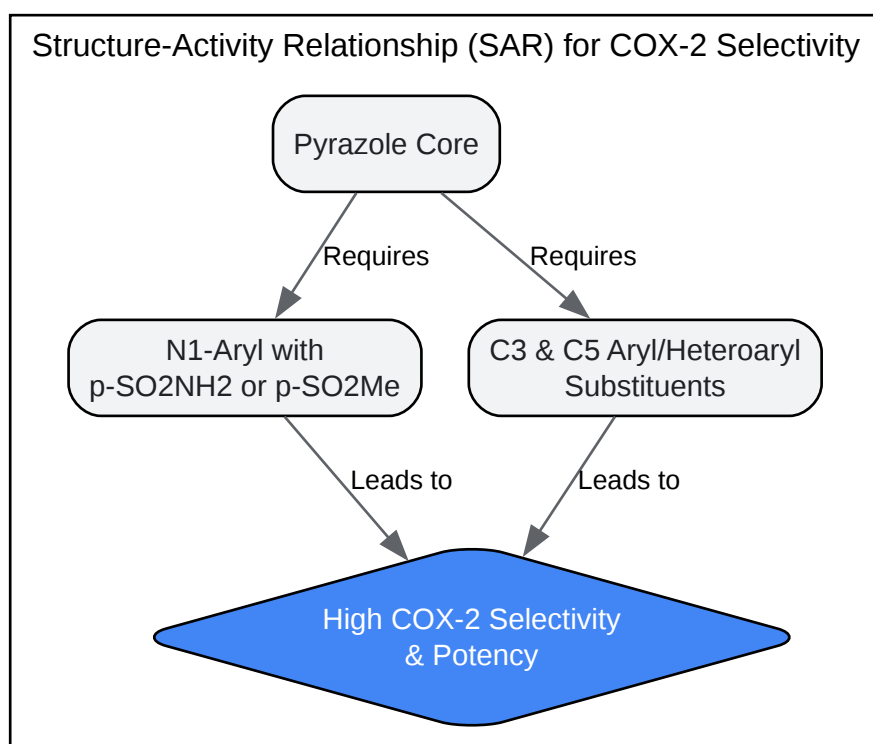 Structure-Activity Relationship (SAR) for COX-2 Selectivity
Pyrazole Core
Requires
Requires
N1-Aryl with
p-SO2NH2 or p-SO2Me
C3 & C5 Aryl/Heteroaryl
Substituents
Leads to
Leads to
High COX-2 Selectivity
& Potency